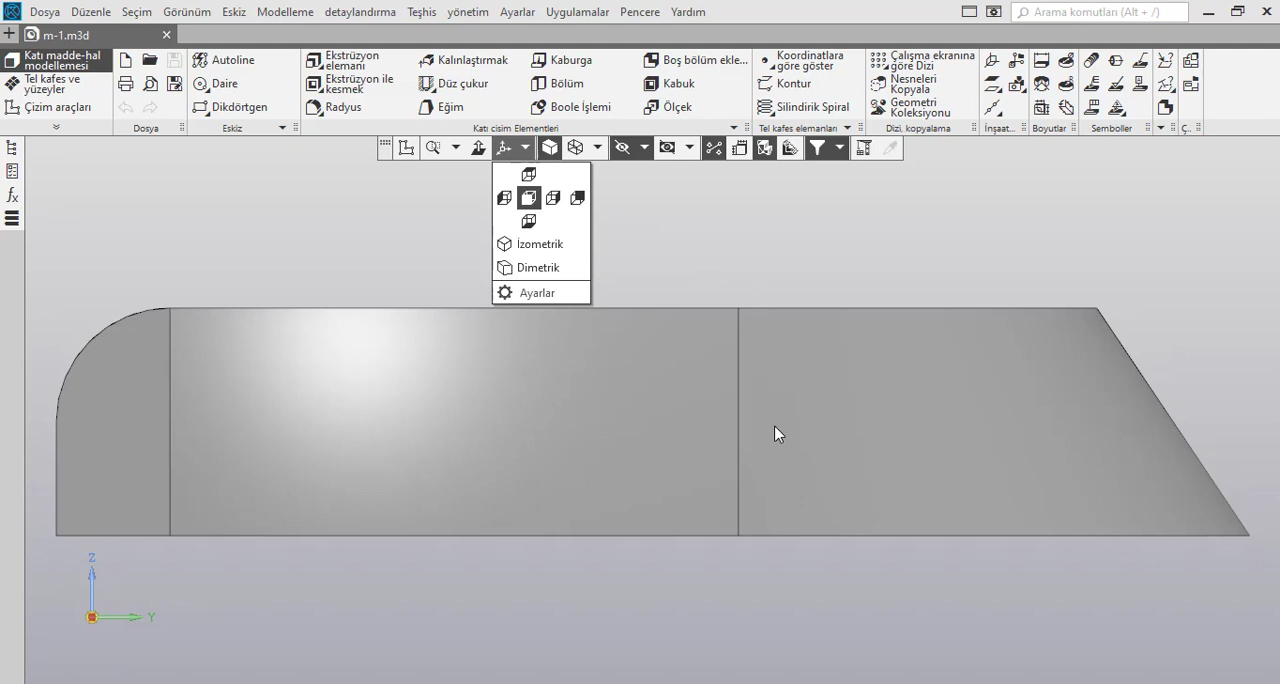 Dosya Düzenle Seçim Görünüm Eskiz Modelleme detaylandırma Teşhis yönetim Ayarlar Uygulamalar Pencere Yardım
Arama komutları (Alt + /)
m-1.m3d
Katı madde-hal
modellemesi
Tel kafes ve
yüzeyler
Çizim araçları
Dosya
Autoline
Daire
Dikdörtgen
Eskiz
Ekstrüzyon
elemanı
Ekstrüzyon ile
kesmek
Radyus
Kalınlaştırmak
Düz çukur
Eğim
Kaburga
Bölüm
Boole İşlemi
Boş bölüm ekle...
Kabuk
Ölçek
Katı cisim Elementleri
Koordinatlara
göre göster
Kontur
Silindirik Spiral
Tel kafes elemanları
Çalışma ekranına
göre Dizi
Nesneleri
Kopyala
Geometri
Koleksiyonu
Dizi, kopyalama
İnşaat...
Boyutlar
Semboller
Ç...
fx
İzometrik
Dimetrik
Ayarlar
Z
Y